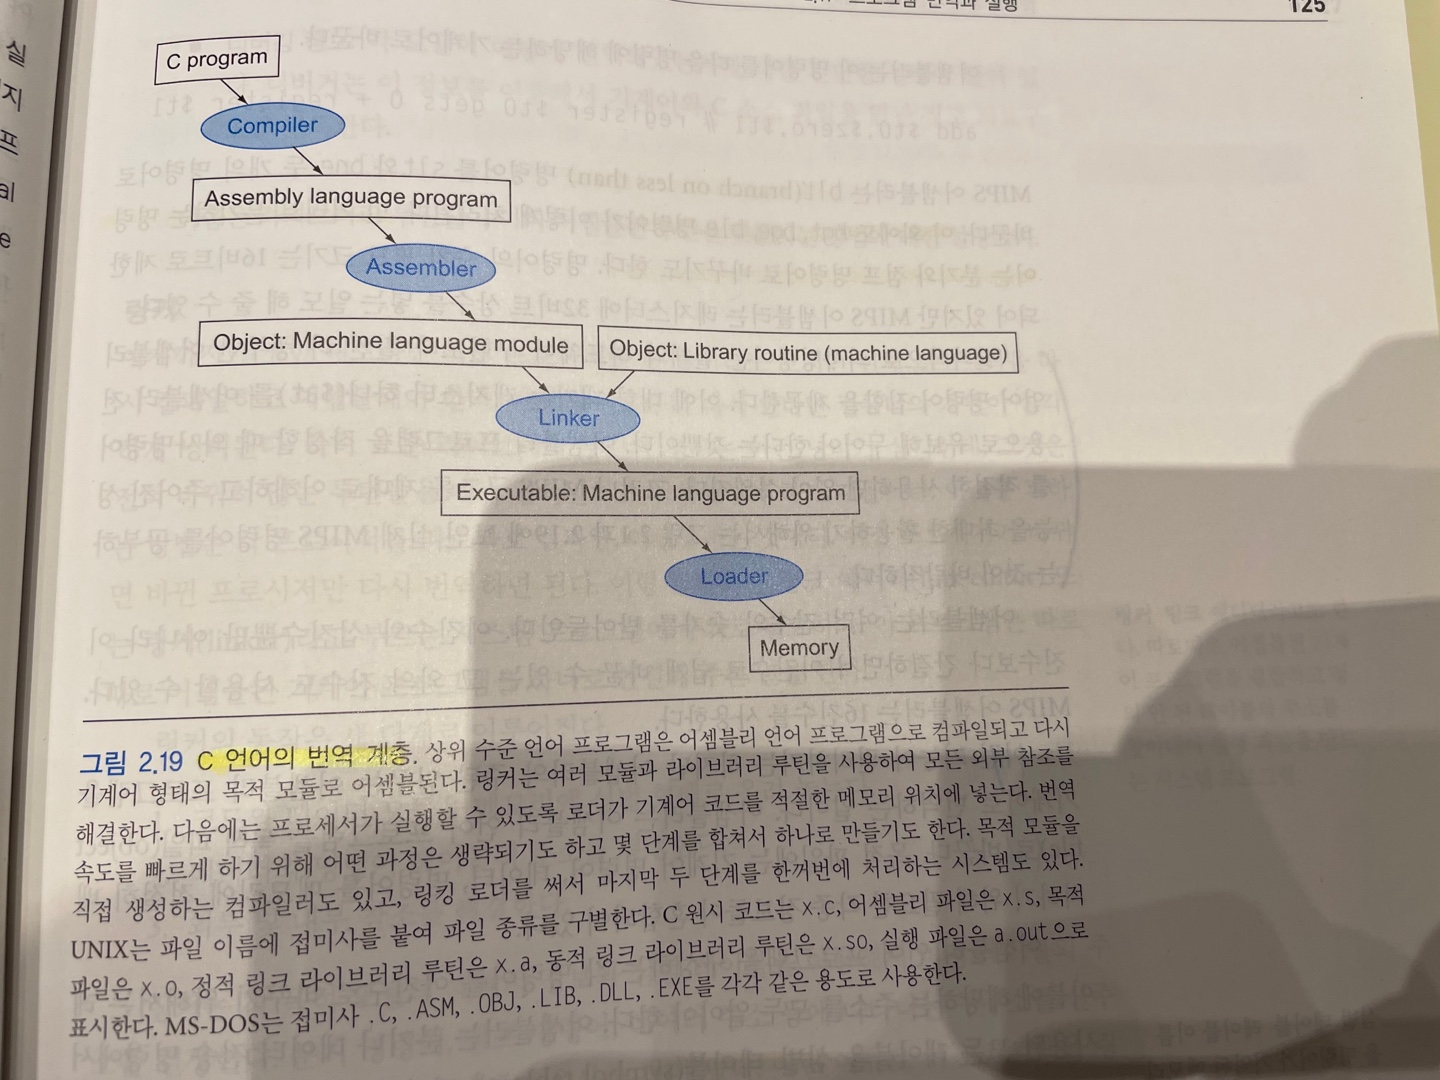 125
C program
Compiler
Assembly language program
Assembler
Object: Machine language module
Object: Library routine (machine language)
Linker
Executable: Machine language program
Loader
Memory
그림 2.19 C 언어의 번역 계층. 상위 수준 언어 프로그램은 어셈블리 언어 프로그램으로 컴파일되고 다시
기계어 형태의 목적 모듈로 어셈블된다. 링커는 여러 모듈과 라이브러리 루틴을 사용하여 모든 외부 참조를
해결한다. 다음에는 프로세서가 실행할 수 있도록 로더가 기계어 코드를 적절한 메모리 위치에 넣는다. 번역
속도를 빠르게 하기 위해 어떤 과정은 생략되기도 하고 몇 단계를 합쳐서 하나로 만들기도 한다. 목적 모듈을
직접 생성하는 컴파일러도 있고, 링킹 로더를 써서 마지막 두 단계를 한꺼번에 처리하는 시스템도 있다.
UNIX는 파일 이름에 접미사를 붙여 파일 종류를 구별한다. C 원시 코드는 x.c, 어셈블리 파일은 x.s, 목적
파일은 x.o, 정적 링크 라이브러리 루틴은 x.a, 동적 링크 라이브러리 루틴은 x.so, 실행 파일은 a.out으로
표시한다. MS-DOS는 접미사 .C, .ASM, .OBJ, .LIB, .DLL, .EXE를 각각 같은 용도로 사용한다.